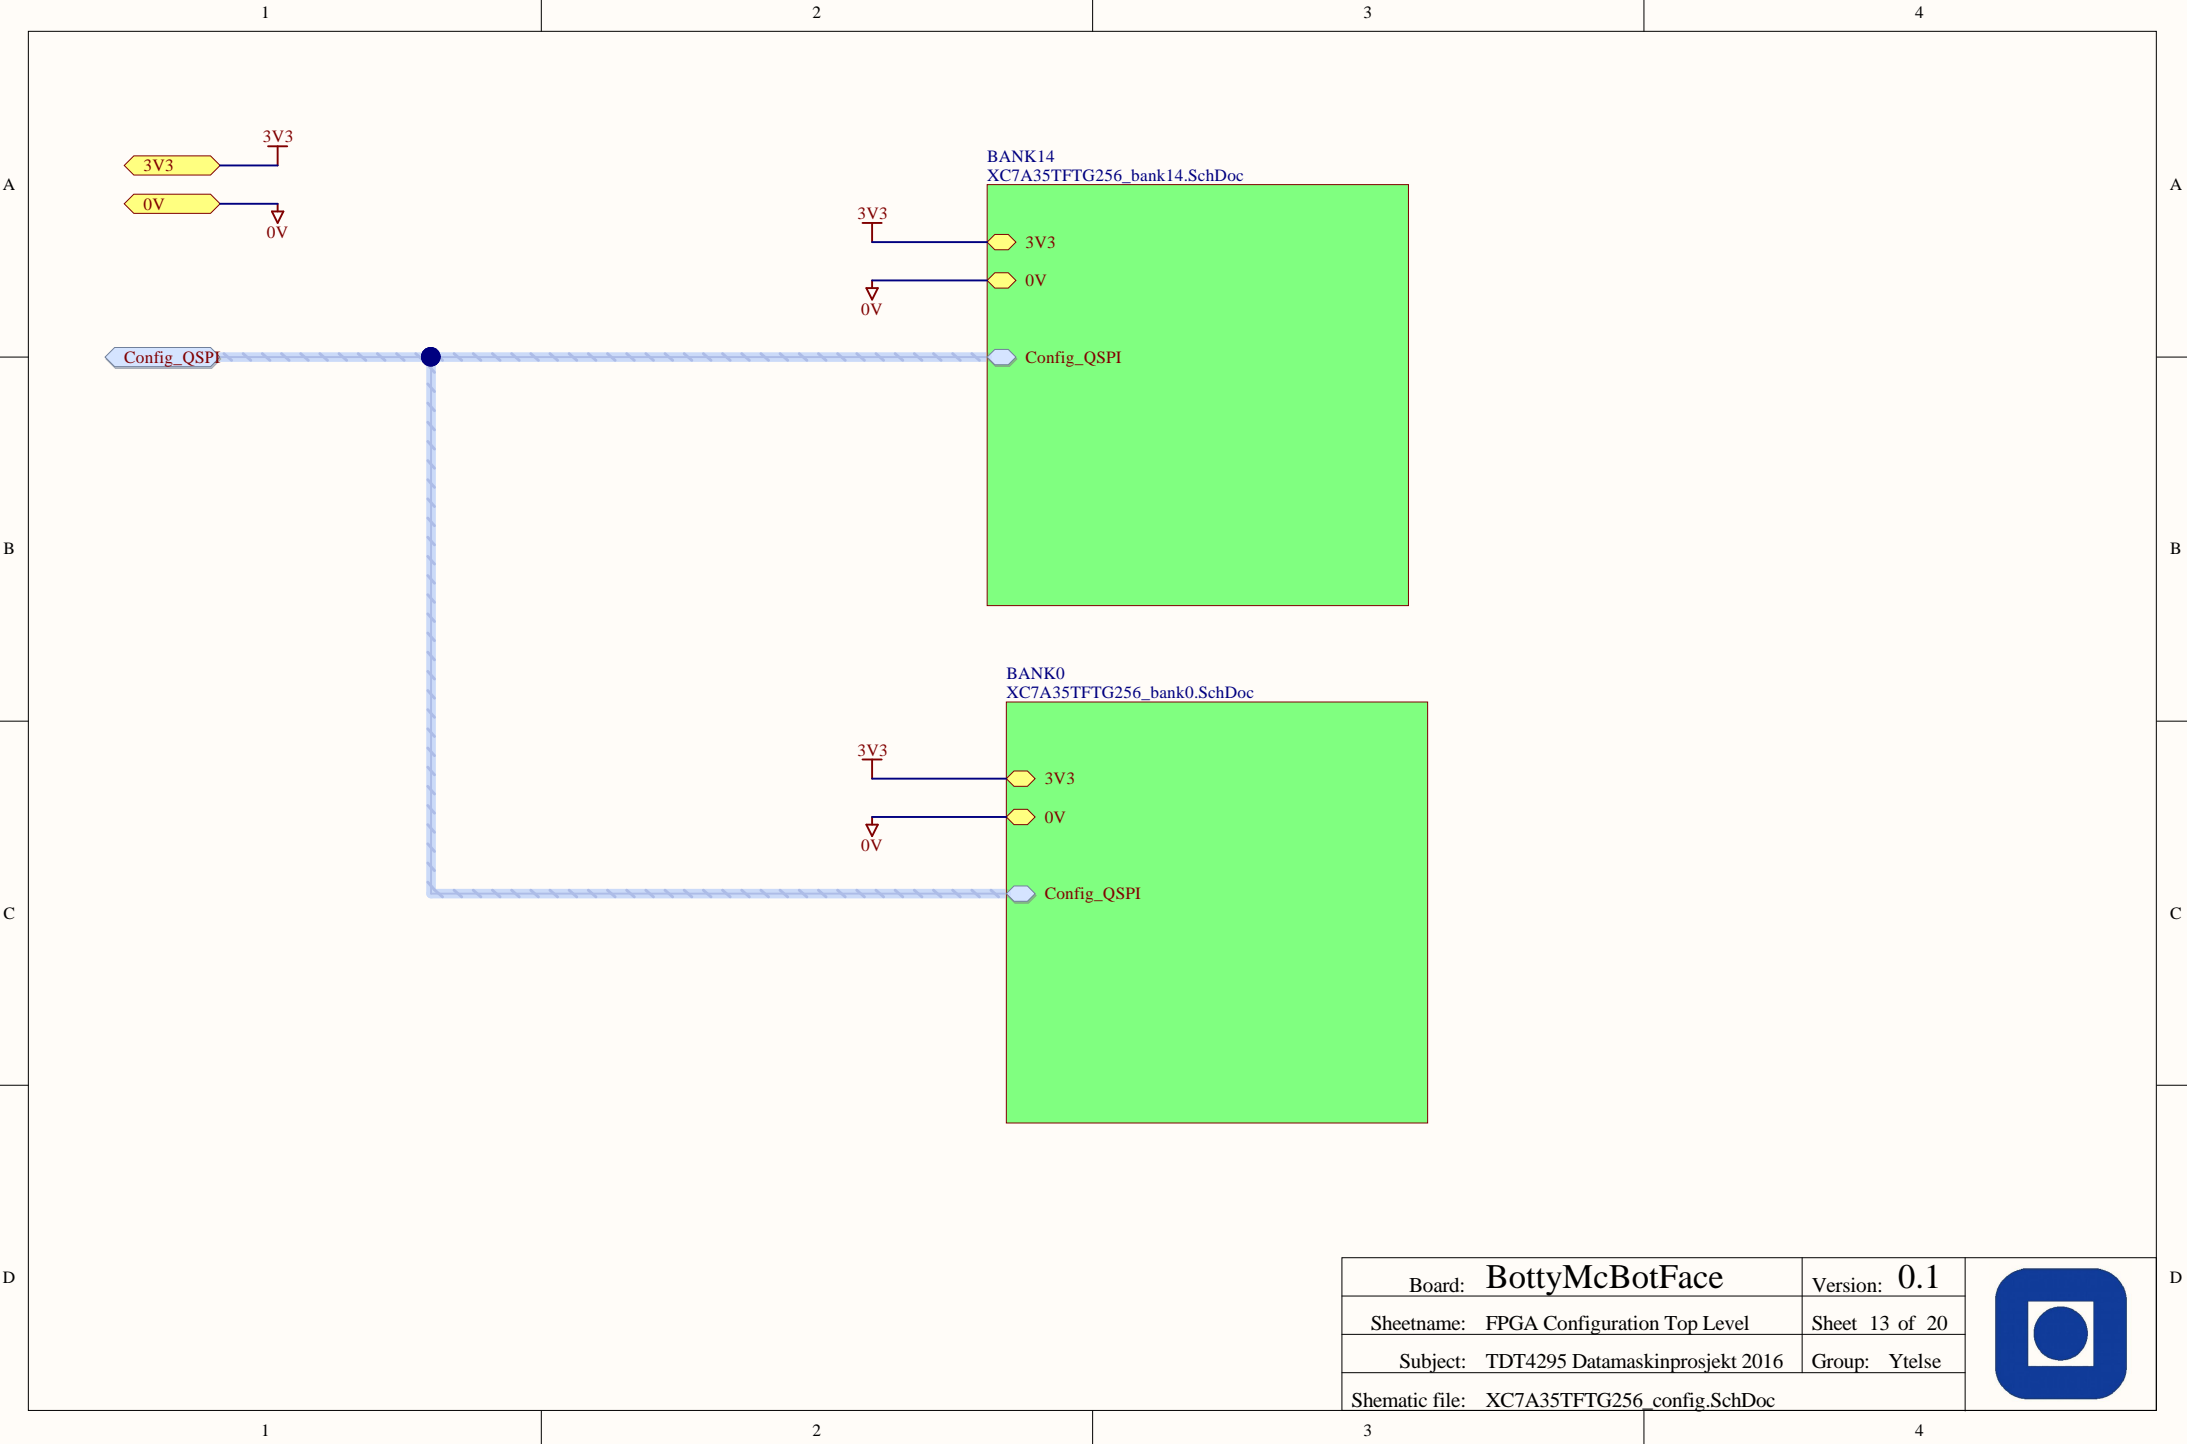 1 2 3 4
A A
3V3
3V3
0V
0V
BANK14
XC7A35TFTG256_bank14.SchDoc
3V3
3V3
0V
0V
Config_QSPI
Config_QSPI
B B
BANK0
XC7A35TFTG256_bank0.SchDoc
3V3
3V3
0V
0V
Config_QSPI
C C
D D
Board: BottyMcBotFace Version: 0.1
Sheetname: FPGA Configuration Top Level Sheet 13 of 20
Subject: TDT4295 Datamaskinprosjekt 2016 Group: Ytelse
Shematic file: XC7A35TFTG256_config.SchDoc
1 2 3 4